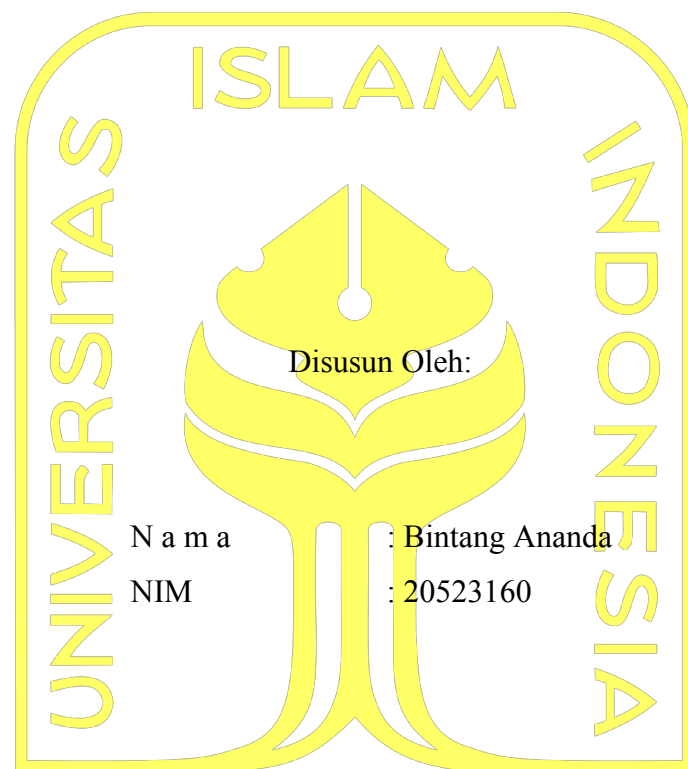 UNIVERSITAS ISLAM INDONESIA
Disusun Oleh:
N a m a : Bintang Ananda
NIM : 20523160